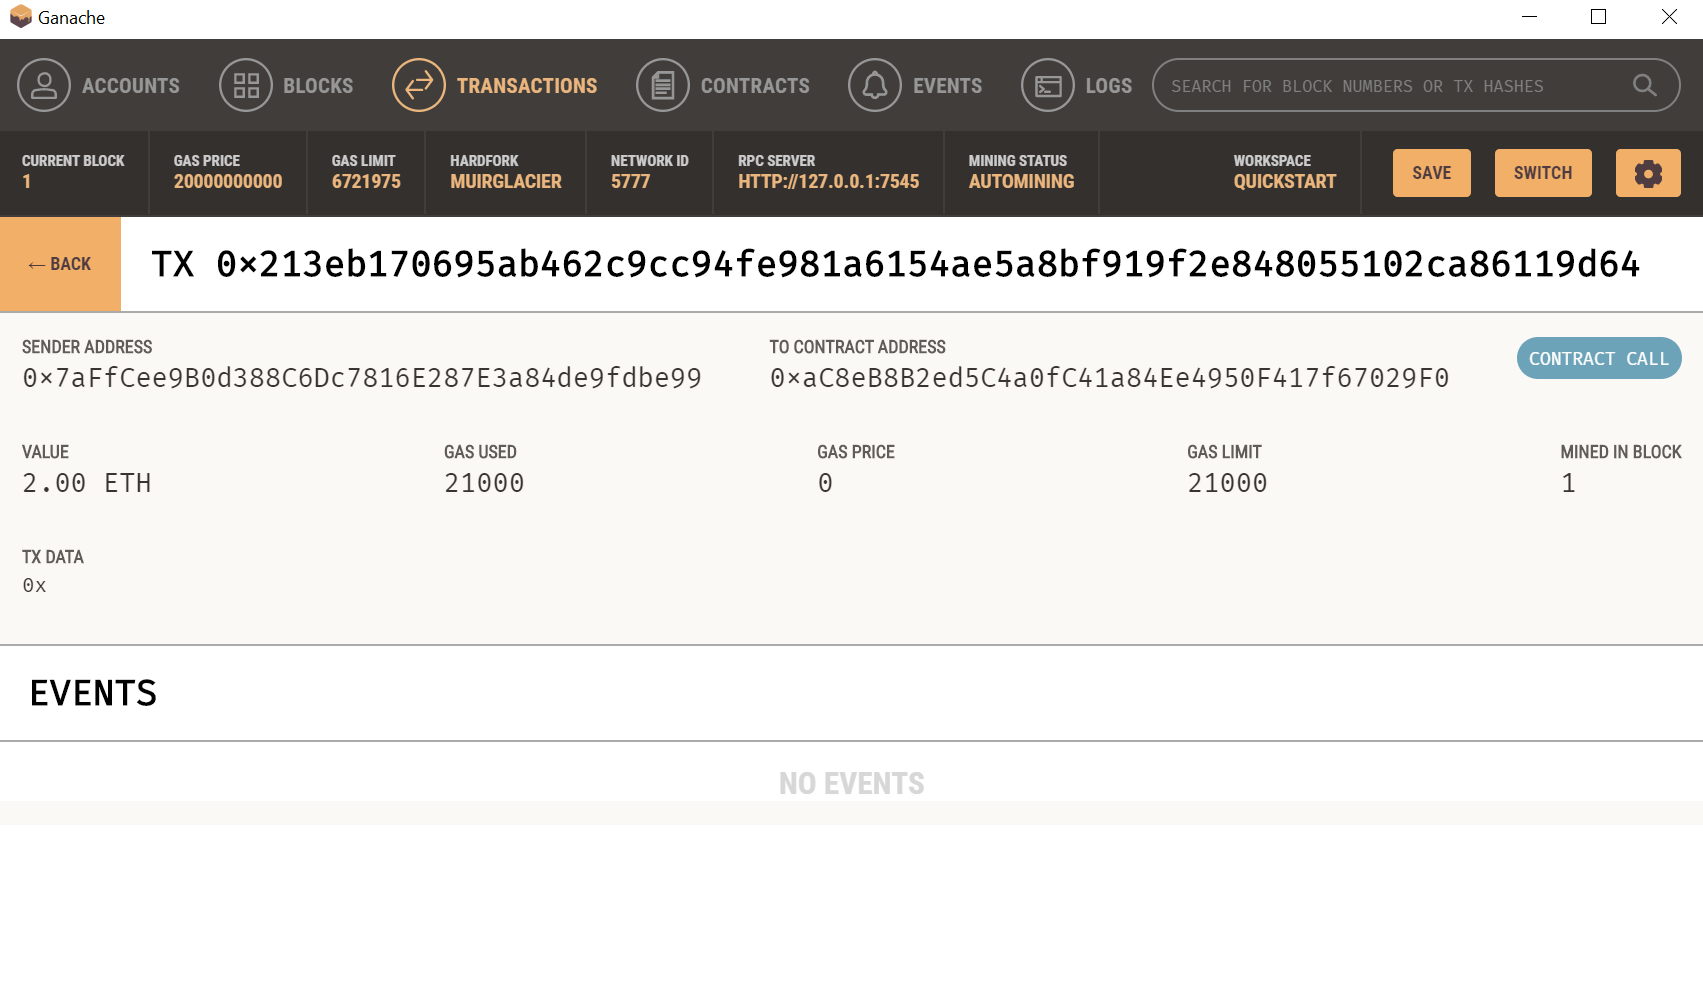 Ganache
ACCOUNTS BLOCKS TRANSACTIONS CONTRACTS EVENTS LOGS SEARCH FOR BLOCK NUMBERS OR TX HASHES
CURRENT BLOCK GAS PRICE GAS LIMIT HARDFORK NETWORK ID RPC SERVER MINING STATUS WORKSPACE
1 20000000000 6721975 MUIRGLACIER 5777 HTTP://127.0.0.1:7545 AUTOMINING QUICKSTART SAVE SWITCH
← BACK TX 0×213eb170695ab462c9cc94fe981a6154ae5a8bf919f2e848055102ca86119d64
SENDER ADDRESS TO CONTRACT ADDRESS
0×7aFfCee9B0d388C6Dc7816E287E3a84de9fdbe99 0×aC8eB8B2ed5C4a0fC41a84Ee4950F417f67029F0 CONTRACT CALL
VALUE GAS USED GAS PRICE GAS LIMIT MINED IN BLOCK
2.00 ETH 21000 0 21000 1
TX DATA
0x
EVENTS
NO EVENTS